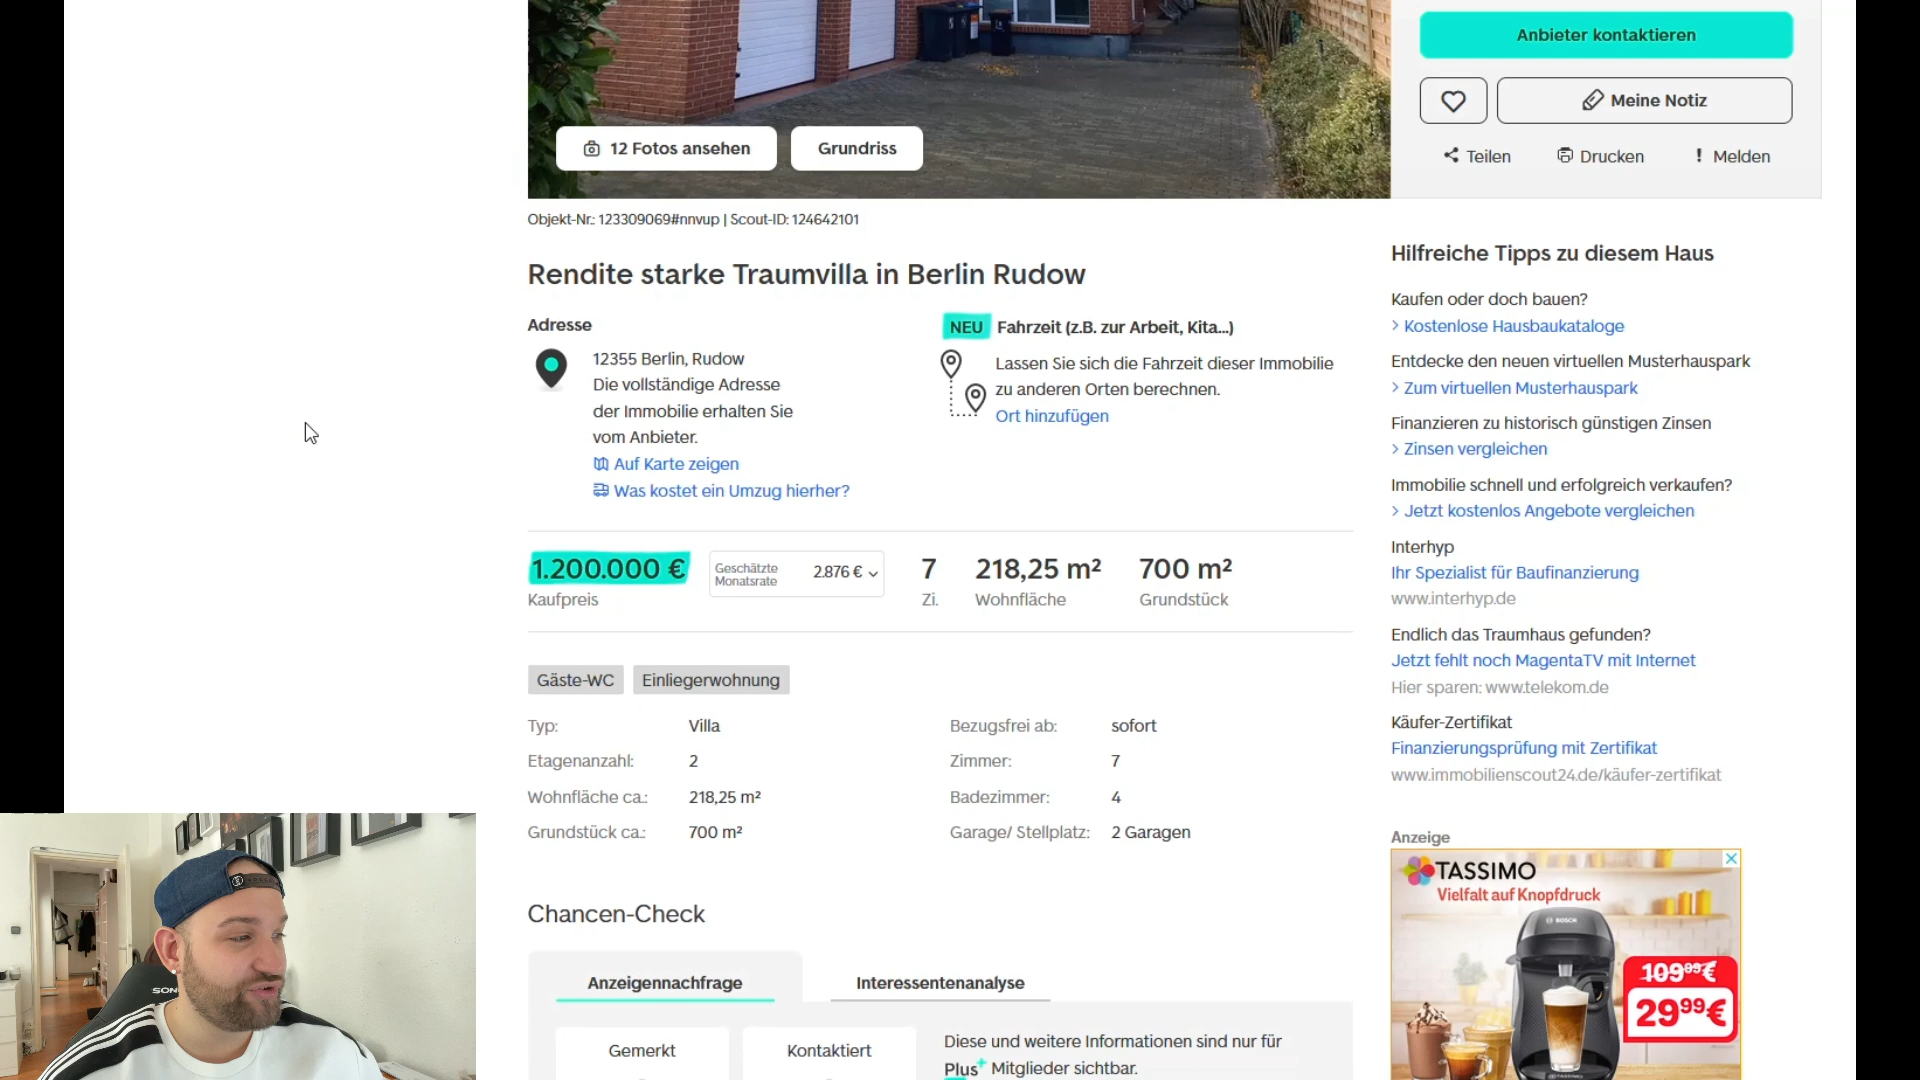 Anbieter kontaktieren
Meine Notiz
Teilen
Drucken
Melden
12 Fotos ansehen
Grundriss
Objekt-Nr.: 123309069#nnvup | Scout-ID: 124642101
Rendite starke Traumvilla in Berlin Rudow
Adresse
12355 Berlin, Rudow
Die vollständige Adresse
der Immobilie erhalten Sie
vom Anbieter.
Auf Karte zeigen
Was kostet ein Umzug hierher?
NEU Fahrzeit (z.B. zur Arbeit, Kita...)
Lassen Sie sich die Fahrzeit dieser Immobilie
zu anderen Orten berechnen.
Ort hinzufügen
1.200.000 €
Kaufpreis
Geschätzte
Monatsrate
2.876 €
7
Zi.
218,25 m²
Wohnfläche
700 m²
Grundstück
Gäste-WC
Einliegerwohnung
Typ: Villa
Etagenanzahl: 2
Wohnfläche ca.: 218,25 m²
Grundstück ca.: 700 m²
Bezugsfrei ab: sofort
Zimmer: 7
Badezimmer: 4
Garage/ Stellplatz: 2 Garagen
Chancen-Check
Anzeigennachfrage
Interessentenanalyse
Gemerkt
Kontaktiert
Diese und weitere Informationen sind nur für
Plus+ Mitglieder sichtbar.
Hilfreiche Tipps zu diesem Haus
Kaufen oder doch bauen?
> Kostenlose Hausbaukataloge
Entdecke den neuen virtuellen Musterhauspark
> Zum virtuellen Musterhauspark
Finanzieren zu historisch günstigen Zinsen
> Zinsen vergleichen
Immobilie schnell und erfolgreich verkaufen?
> Jetzt kostenlos Angebote vergleichen
Interhyp
Ihr Spezialist für Baufinanzierung
www.interhyp.de
Endlich das Traumhaus gefunden?
Jetzt fehlt noch MagentaTV mit Internet
Hier sparen: www.telekom.de
Käufer-Zertifikat
Finanzierungsprüfung mit Zertifikat
www.immobilienscout24.de/käufer-zertifikat
Anzeige
TASSIMO
Vielfalt auf Knopfdruck
BOSCH
109⁹⁹€
29⁹⁹€